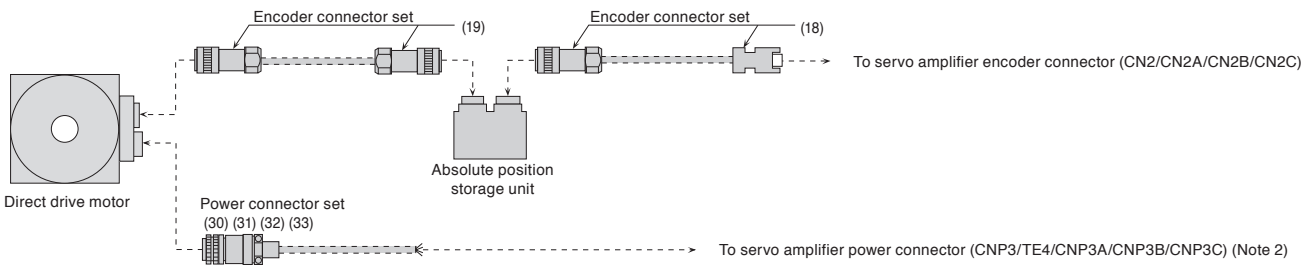 Encoder connector set
(19)
Encoder connector set
(18)
To servo amplifier encoder connector (CN2/CN2A/CN2B/CN2C)
Absolute position
storage unit
Direct drive motor
Power connector set
(30) (31) (32) (33)
To servo amplifier power connector (CNP3/TE4/CNP3A/CNP3B/CNP3C) (Note 2)